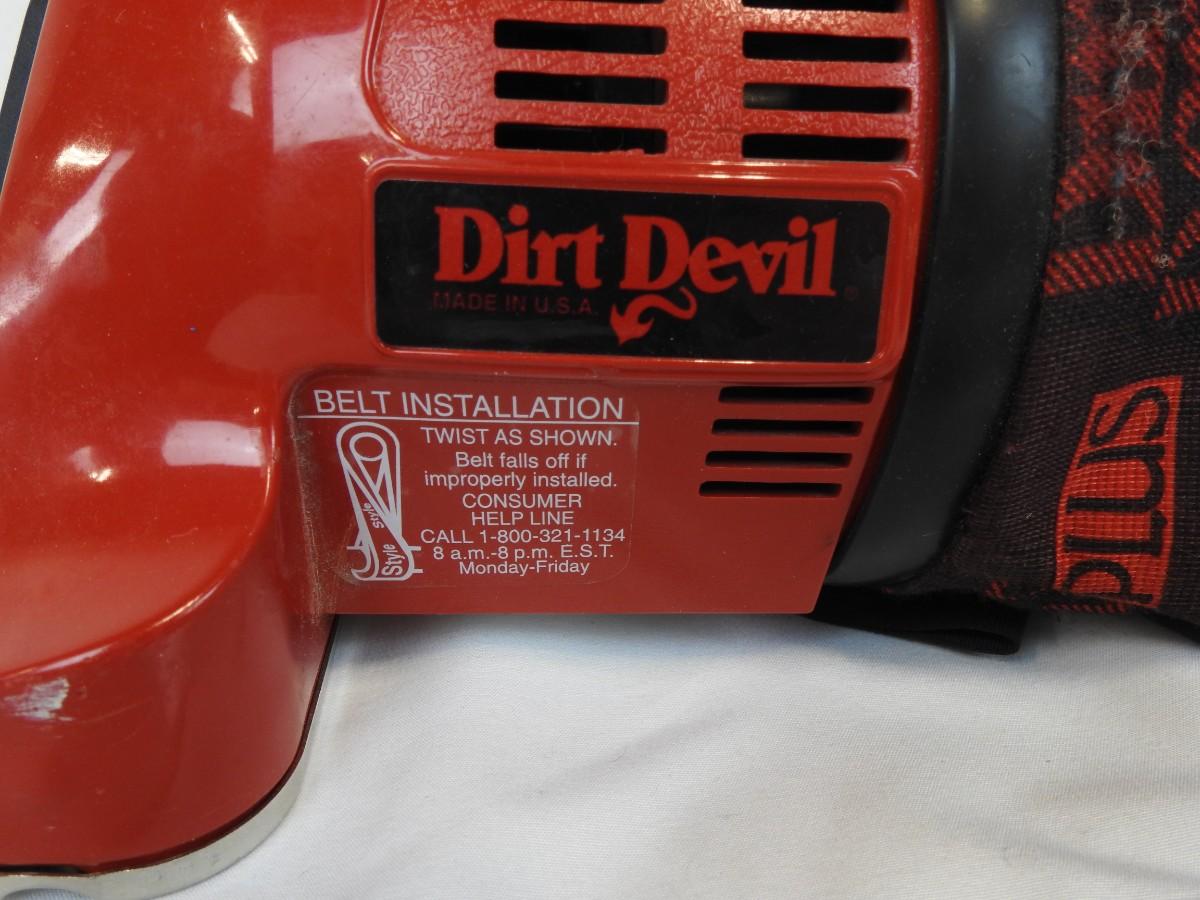 Dirt Devil®
MADE IN U.S.A.
BELT INSTALLATION
TWIST AS SHOWN.
Belt falls off if
improperly installed.
CONSUMER
HELP LINE
CALL 1-800-321-1134
8 a.m.-8 p.m. E.S.T.
Monday-Friday
Style
Style
plus